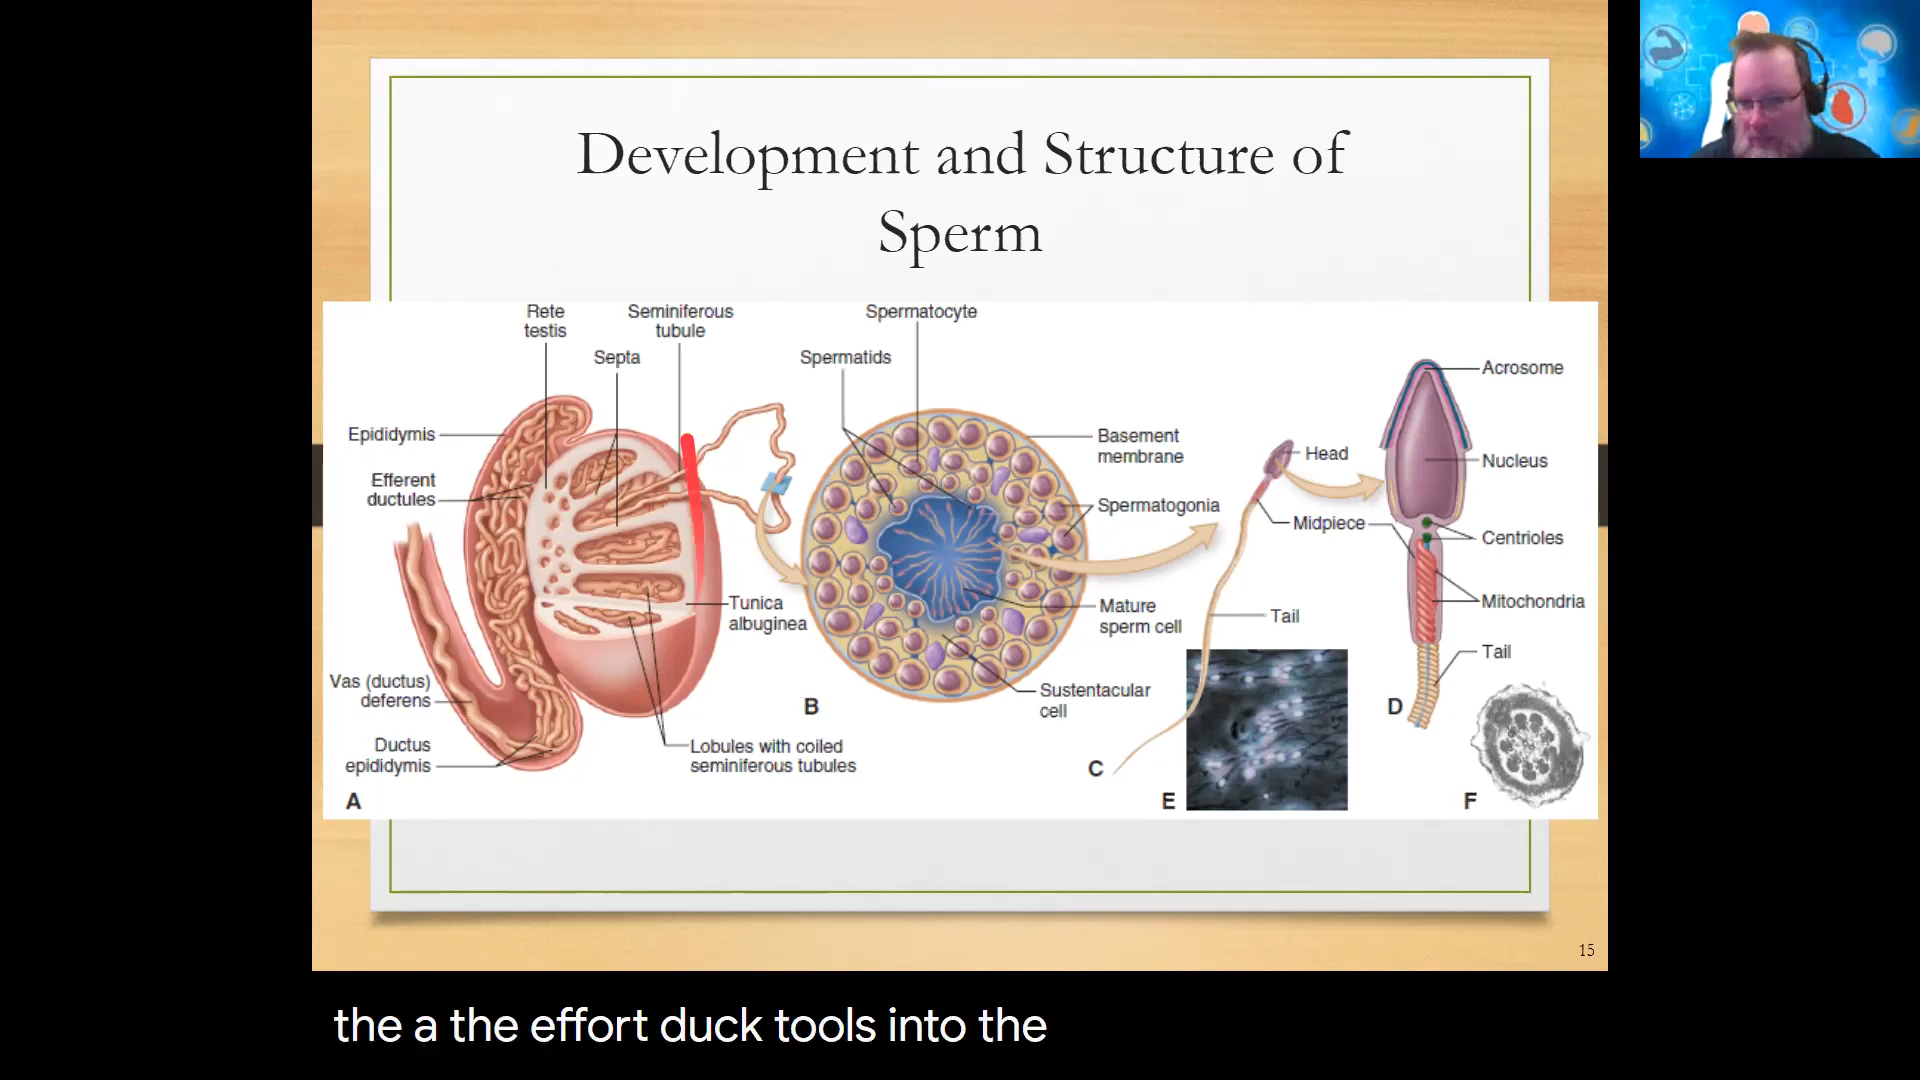 Development and Structure of
Sperm
Rete
testis
Seminiferous
tubule
Septa
Epididymis
Efferent
ductules
Vas (ductus)
deferens
Ductus
epididymis
Tunica
albuginea
Lobules with coiled
seminiferous tubules
A
Spermatocyte
Spermatids
Basement
membrane
Spermatogonia
Mature
sperm cell
Sustentacular
cell
B
Head
Midpiece
Tail
C
E
Acrosome
Nucleus
Centrioles
Mitochondria
Tail
D
F
15
the a the effort duck tools into the